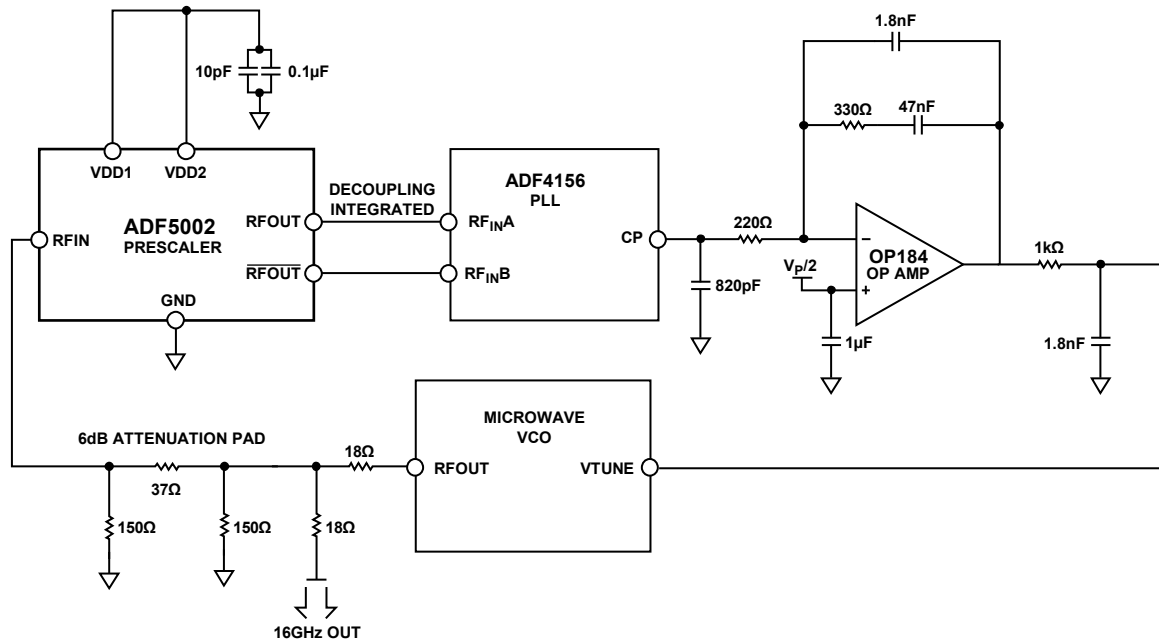 1.8nF
10pF
0.1µF
330Ω
47nF
VDD1
VDD2
DECOUPLING
INTEGRATED
ADF4156
PLL
ADF5002
PRESCALER
RFIN
RFOUT
R̅F̅O̅U̅T̅
GND
RFINA
RFINB
CP
220Ω
820pF
VP/2
−
+
OP184
OP AMP
1kΩ
1µF
1.8nF
6dB ATTENUATION PAD
37Ω
150Ω
150Ω
18Ω
18Ω
16GHz OUT
MICROWAVE
VCO
RFOUT
VTUNE